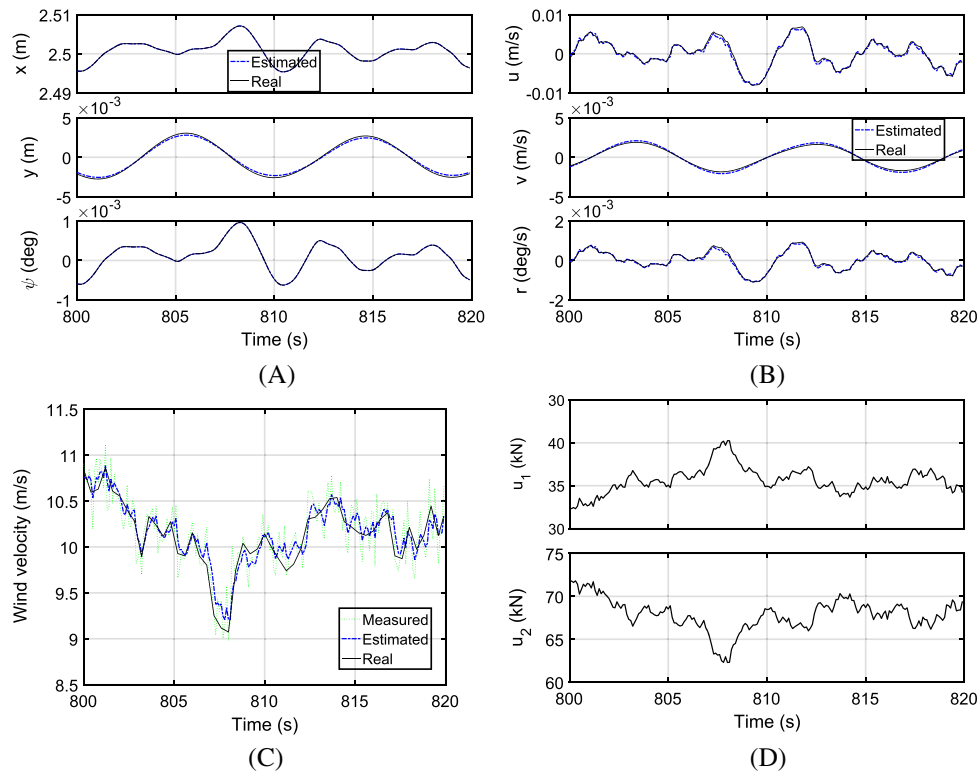 2.51
2.5
2.49
x (m)
Estimated
Real
×10-3
5
0
-5
y (m)
×10-3
1
0
-1
ψ (deg)
800 805 810 815 820
Time (s)
(A)
0.01
0
-0.01
u (m/s)
×10-3
5
0
-5
v (m/s)
Estimated
Real
×10-3
2
0
-2
r (deg/s)
800 805 810 815 820
Time (s)
(B)
11.5
11
10.5
10
9.5
9
8.5
Wind velocity (m/s)
Measured
Estimated
Real
800 805 810 815 820
Time (s)
(C)
30
40
35
30
u1 (kN)
75
70
65
60
u2 (kN)
800 805 810 815 820
Time (s)
(D)